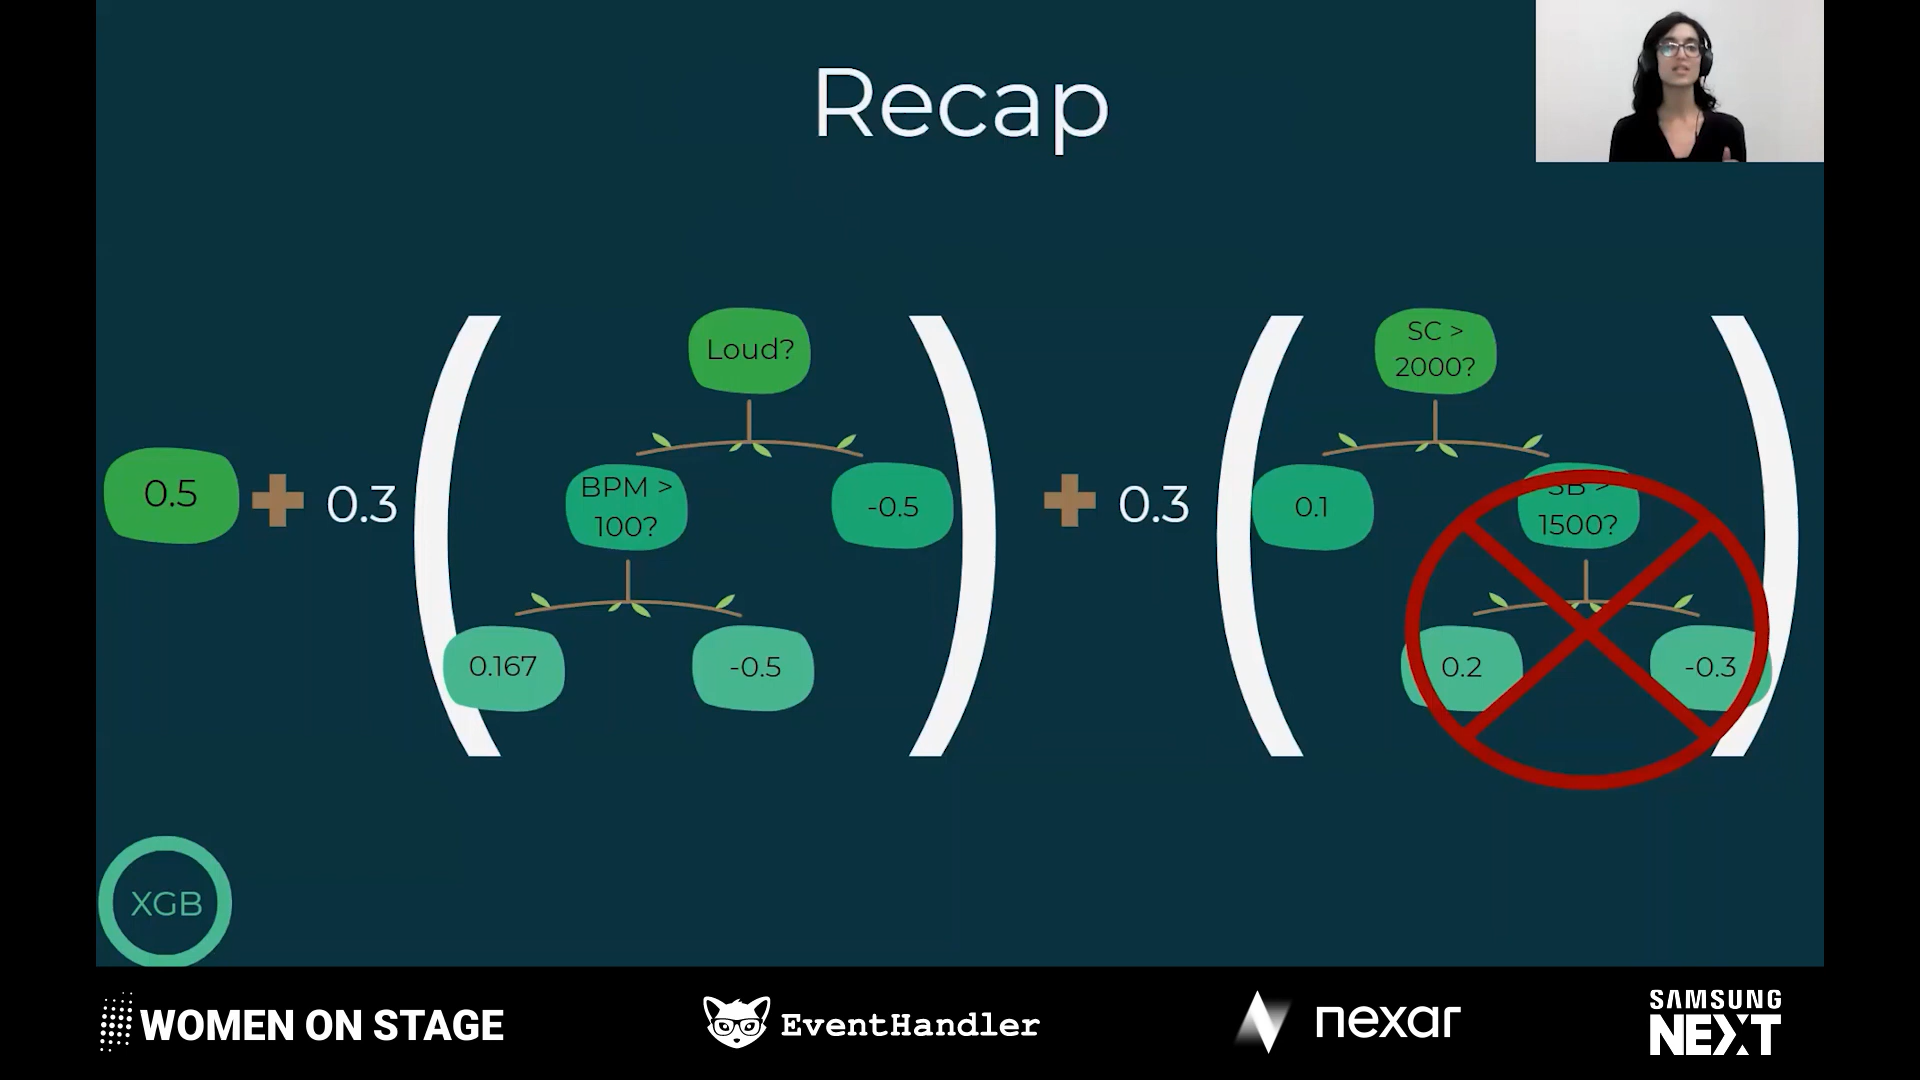 Recap
0.5
0.3
Loud?
BPM >
100?
-0.5
0.167
-0.5
0.3
SC >
2000?
0.1
SB >
1500?
0.2
-0.3
XGB
WOMEN ON STAGE
EventHandler
nexar
SAMSUNG
NEXT